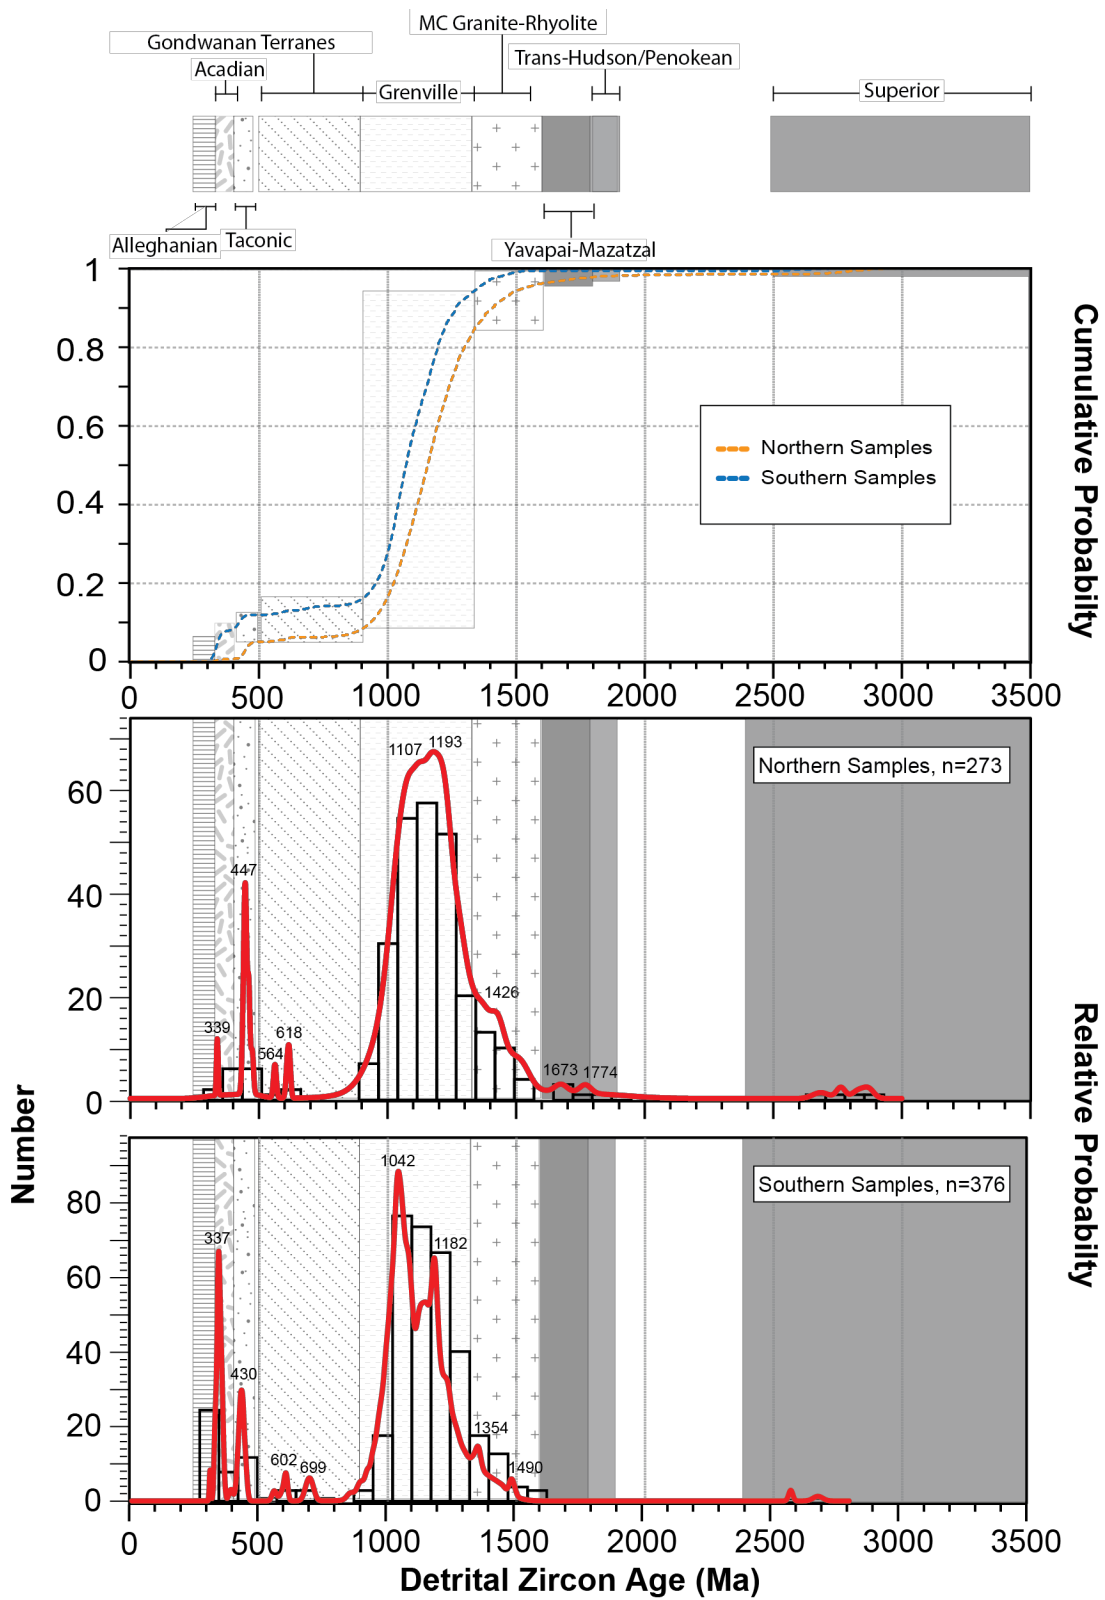 MC Granite-Rhyolite
Gondwanan Terranes
Trans-Hudson/Penokean
Acadian
Grenville
Superior
Alleghanian
Taconic
Yavapai-Mazatzal
1
0.8
0.6
0.4
0.2
0
Northern Samples
Southern Samples
Cumulative Probabilty
0 500 1000 1500 2000 2500 3000 3500
Northern Samples, n=273
60
40
20
0
339
447
564
618
1107
1193
1426
1673
1774
Number
Relative Probabilty
Southern Samples, n=376
80
60
40
20
0
337
430
602
699
1042
1182
1354
1490
0 500 1000 1500 2000 2500 3000 3500
Detrital Zircon Age (Ma)